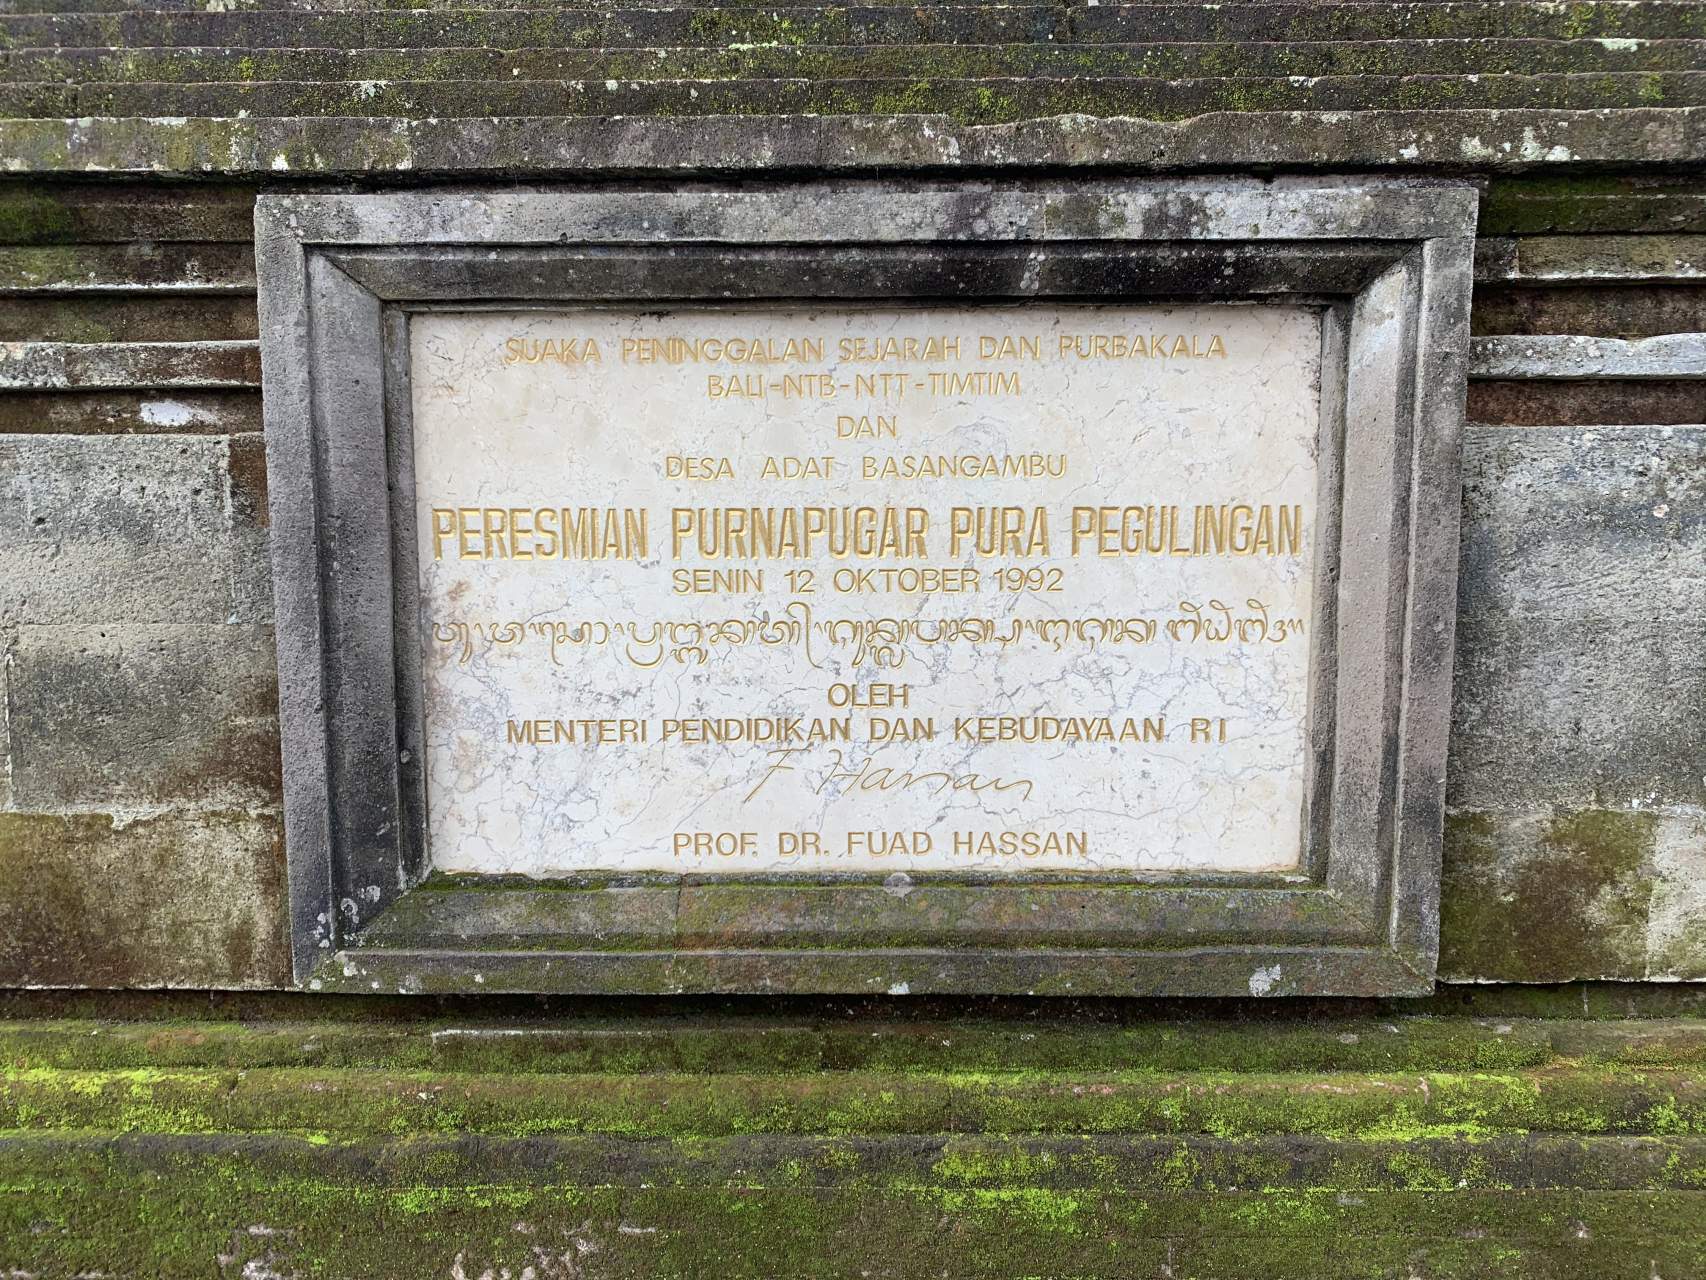 SUAKA PENINGGALAN SEJARAH DAN PURBAKALA
BALI-NTB-NTT-TIMTIM
DAN
DESA ADAT BASANGAMBU
PERESMIAN PURNAPUGAR PURA PEGULINGAN
SENIN 12 OKTOBER 1992
OLEH
MENTERI PENDIDIKAN DAN KEBUDAYAAN RI
F Hassan
PROF. DR. FUAD HASSAN